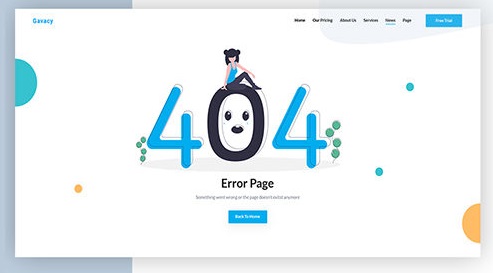 Gavacy
Home Our Pricing About Us Services News Page Free Trial
404
Error Page
Something went wrong or the page doesn't exist anymore
Back To Home